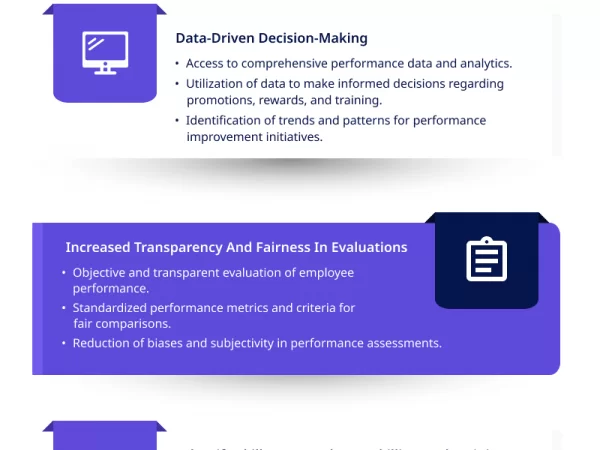 Data-Driven Decision-Making
• Access to comprehensive performance data and analytics.
• Utilization of data to make informed decisions regarding
promotions, rewards, and training.
• Identification of trends and patterns for performance
improvement initiatives.
Increased Transparency And Fairness In Evaluations
• Objective and transparent evaluation of employee
performance.
• Standardized performance metrics and criteria for
fair comparisons.
• Reduction of biases and subjectivity in performance assessments.